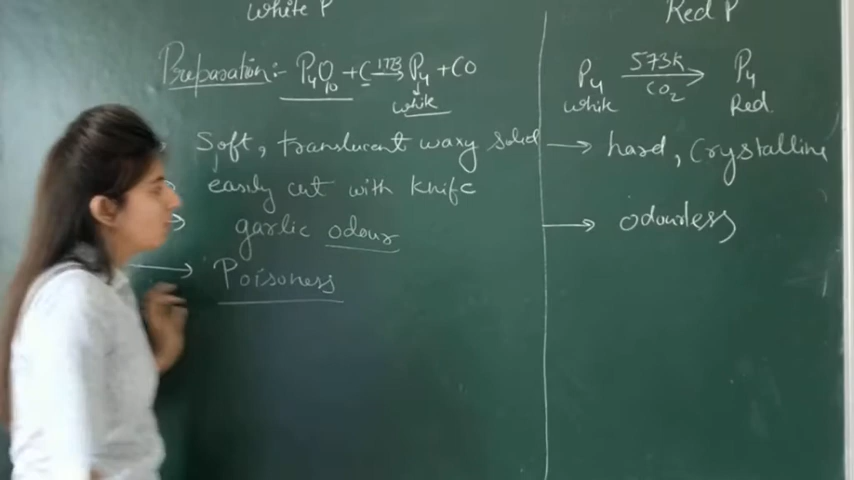 White P
Preparation:- P₄O₁₀ + C 1773→ P₄ + CO
white
Soft, translucent waxy solid
easily cut with knife
garlic odour
→ Poisoness
Red P
P₄ 573K→ P₄
CO₂
white Red
→ hard, Crystalline
→ odourless